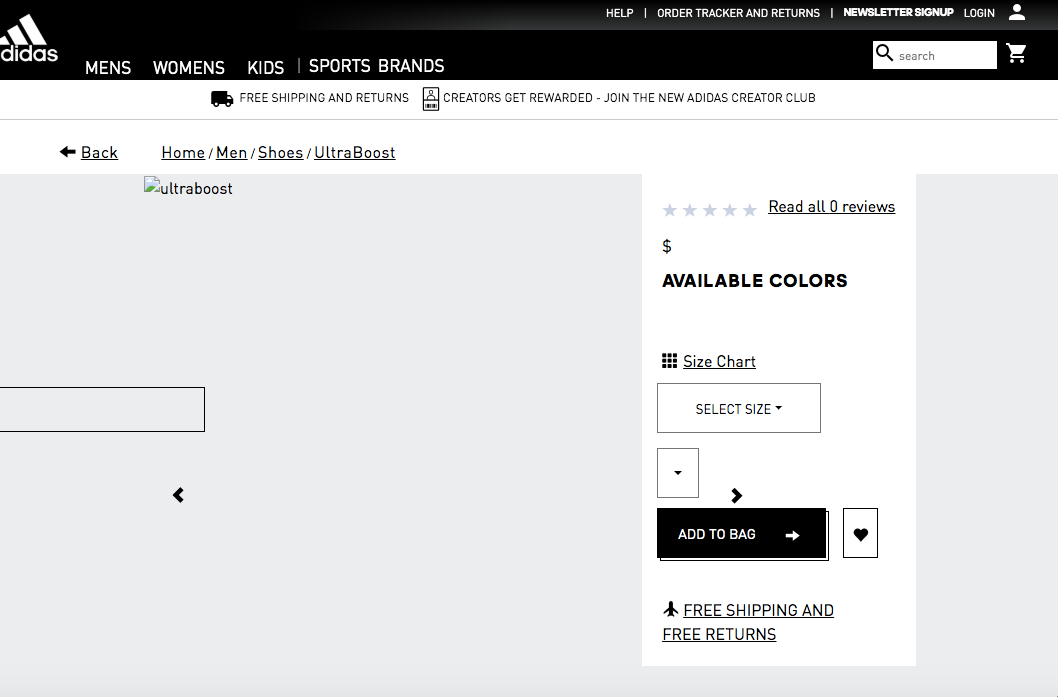 HELP | ORDER TRACKER AND RETURNS | NEWSLETTER SIGNUP LOGIN
adidas
MENS WOMENS KIDS | SPORTS BRANDS
search
FREE SHIPPING AND RETURNS CREATORS GET REWARDED - JOIN THE NEW ADIDAS CREATOR CLUB
Back Home / Men / Shoes / UltraBoost
ultraboost
Read all 0 reviews
$
AVAILABLE COLORS
Size Chart
SELECT SIZE
ADD TO BAG
FREE SHIPPING AND
FREE RETURNS